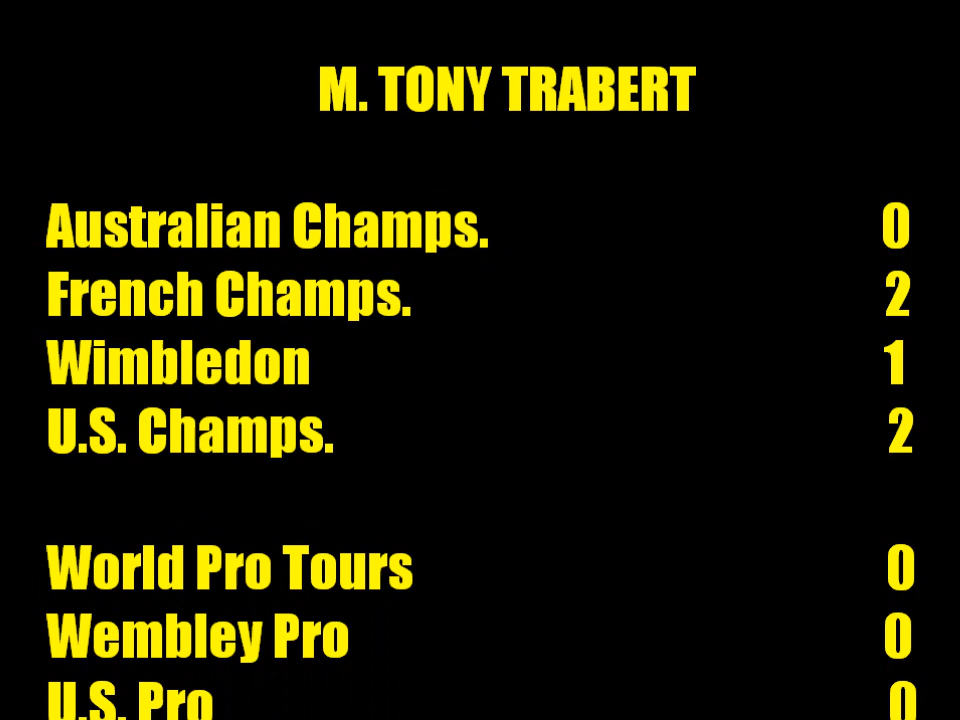 M. TONY TRABERT
Australian Champs. 0
French Champs. 2
Wimbledon 1
U.S. Champs. 2
World Pro Tours 0
Wembley Pro 0
U.S. Pro 0